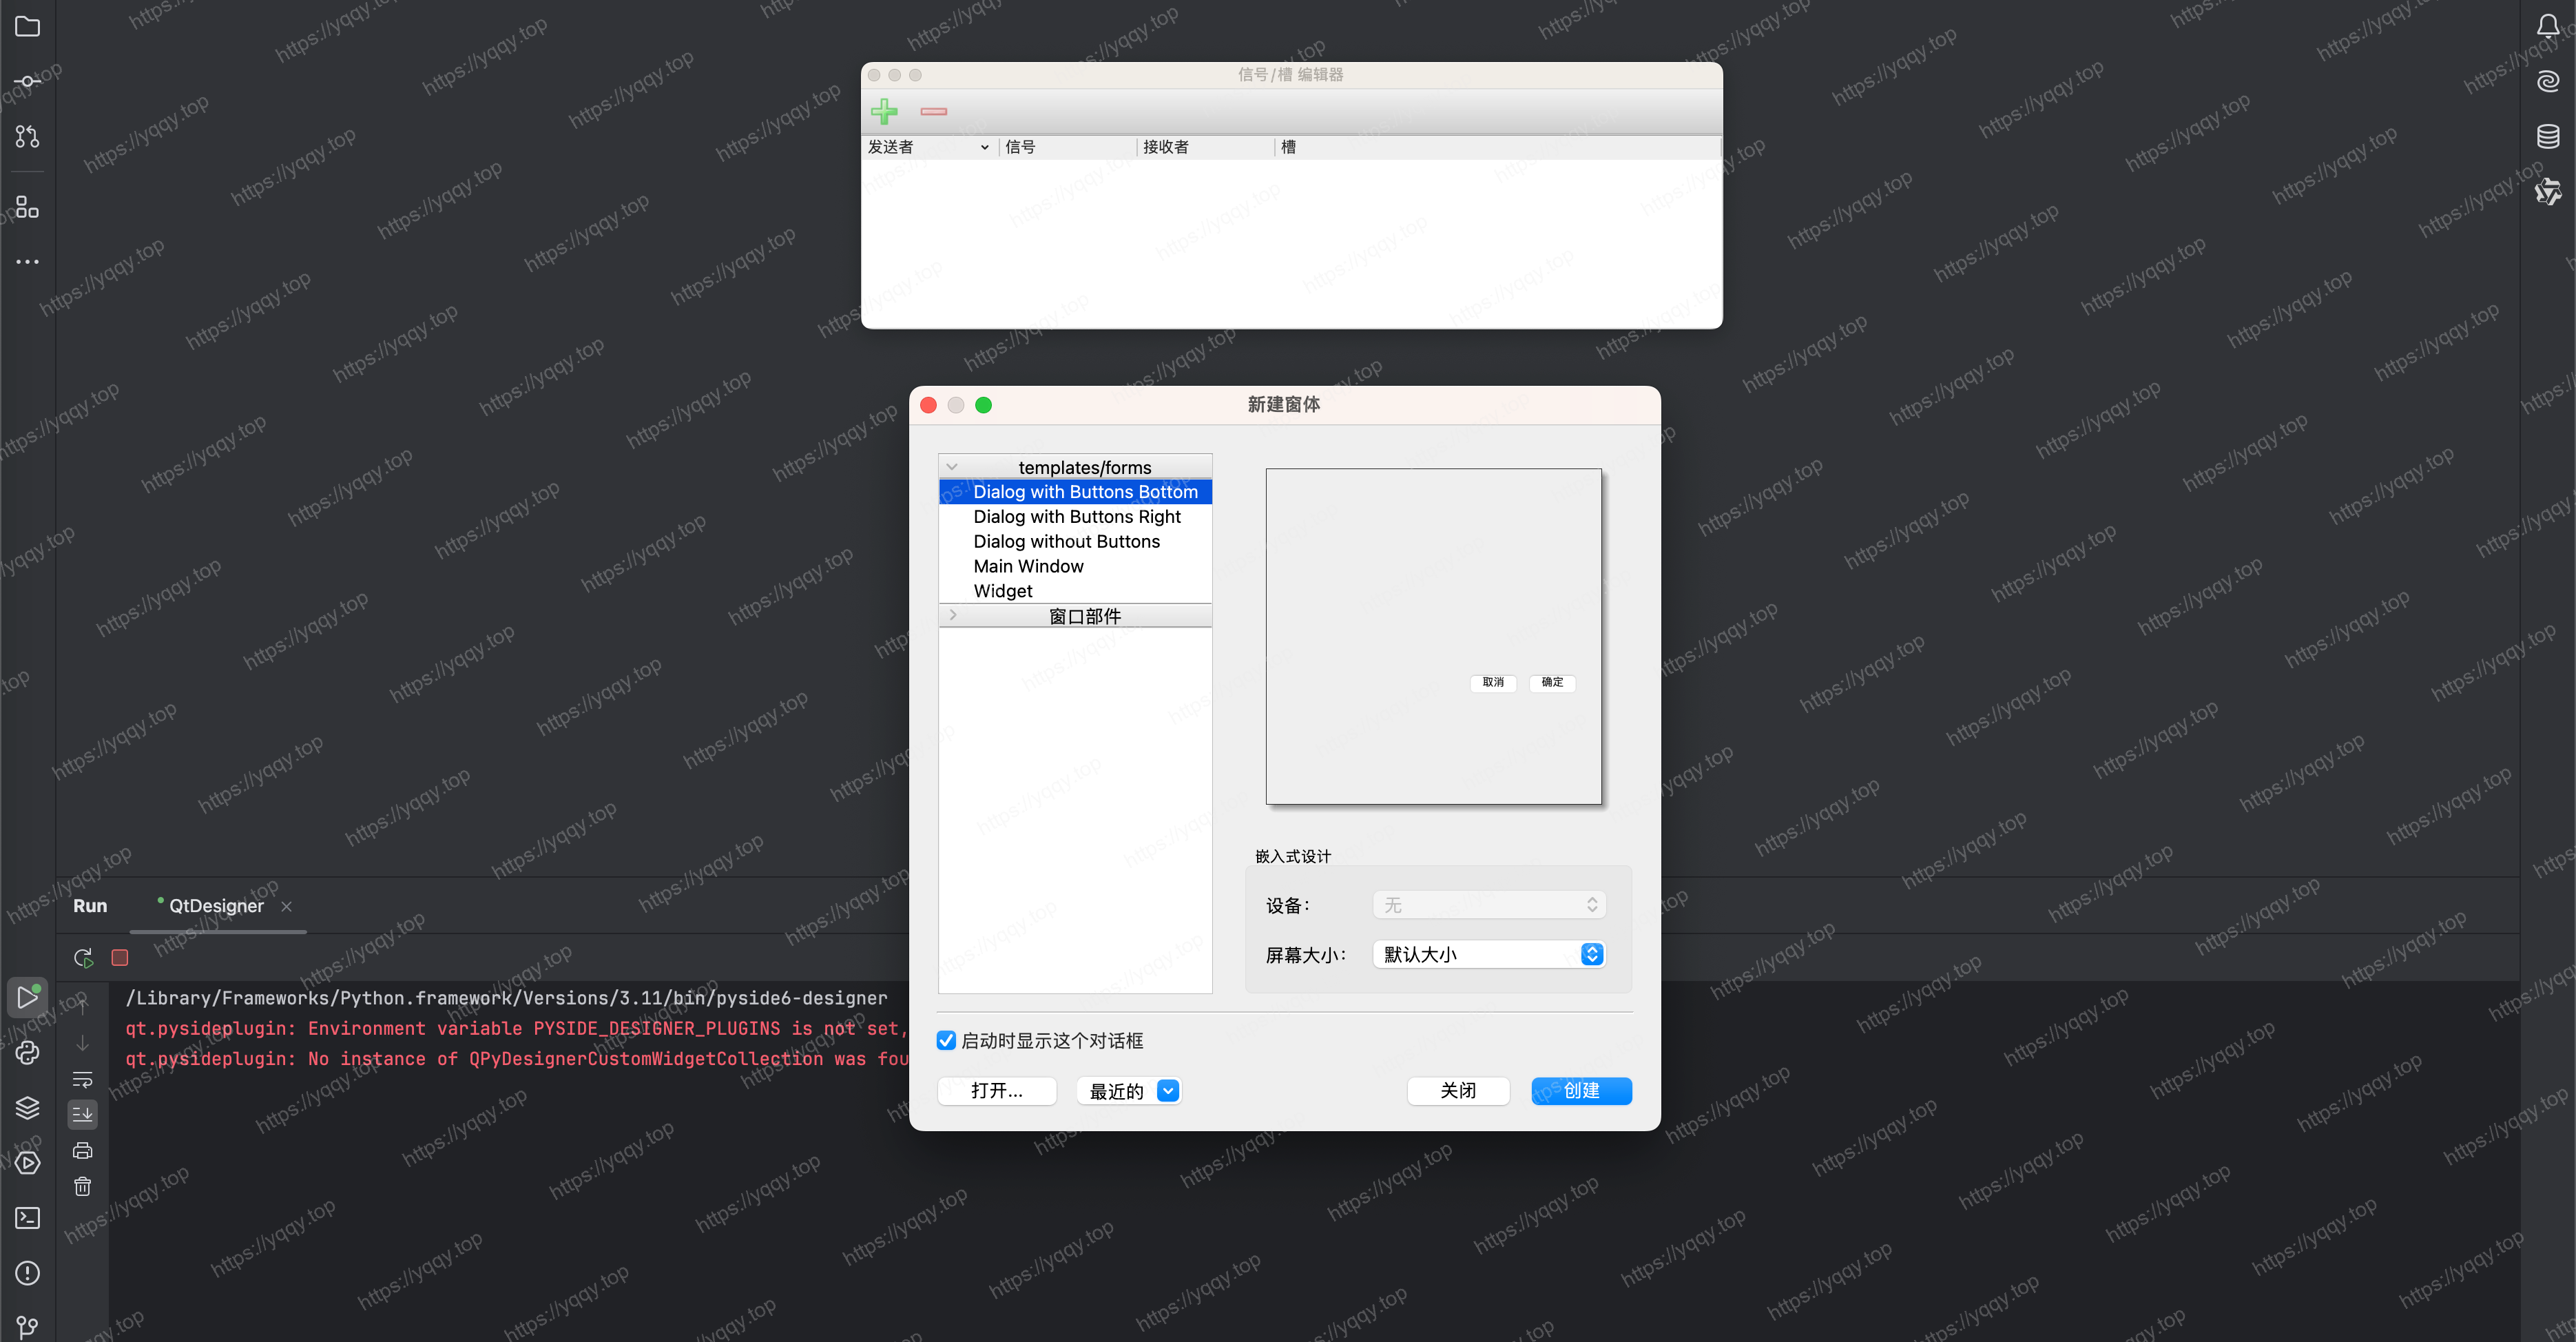 信号/槽 编辑器
发送者 信号 接收者 槽
新建窗体
templates/forms
Dialog with Buttons Bottom
Dialog with Buttons Right
Dialog without Buttons
Main Window
Widget
窗口部件
取消 确定
嵌入式设计
设备： 无
屏幕大小： 默认大小
启动时显示这个对话框
打开... 最近的 关闭 创建
Run QtDesigner
/Library/Frameworks/Python.framework/Versions/3.11/bin/pyside6-designer
qt.pysideplugin: Environment variable PYSIDE_DESIGNER_PLUGINS is not set,
qt.pysideplugin: No instance of QPyDesignerCustomWidgetCollection was fou
https://yqqy.top